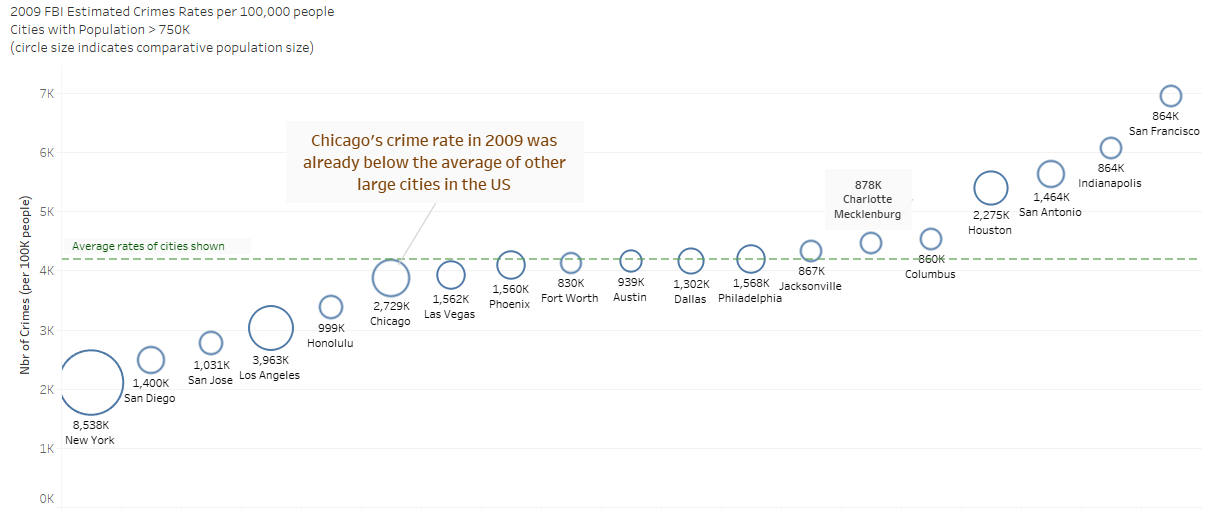 2009 FBI Estimated Crimes Rates per 100,000 people
Cities with Population > 750K
(circle size indicates comparative population size)
Nbr of Crimes (per 100K people)
7K
6K
5K
4K
3K
2K
1K
0K
Chicago's crime rate in 2009 was
already below the average of other
large cities in the US
Average rates of cities shown
8,538K
New York
1,400K
San Diego
1,031K
San Jose
3,963K
Los Angeles
999K
Honolulu
2,729K
Chicago
1,562K
Las Vegas
1,560K
Phoenix
830K
Fort Worth
939K
Austin
1,302K
Dallas
1,568K
Philadelphia
867K
Jacksonville
878K
Charlotte
Mecklenburg
860K
Columbus
2,275K
Houston
1,464K
San Antonio
864K
Indianapolis
864K
San Francisco